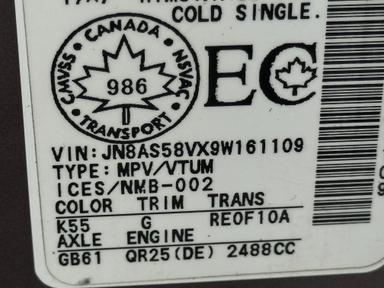 COLD SINGLE.
CANADA
CMVSS
NSVAC
986
TRANSPORT
EC
VIN: JN8AS58VX9W161109
TYPE: MPV/VTUM
ICES/NMB-002
COLOR TRIM TRANS
K55 G RE0F10A
AXLE ENGINE
GB61 QR25(DE) 2488CC